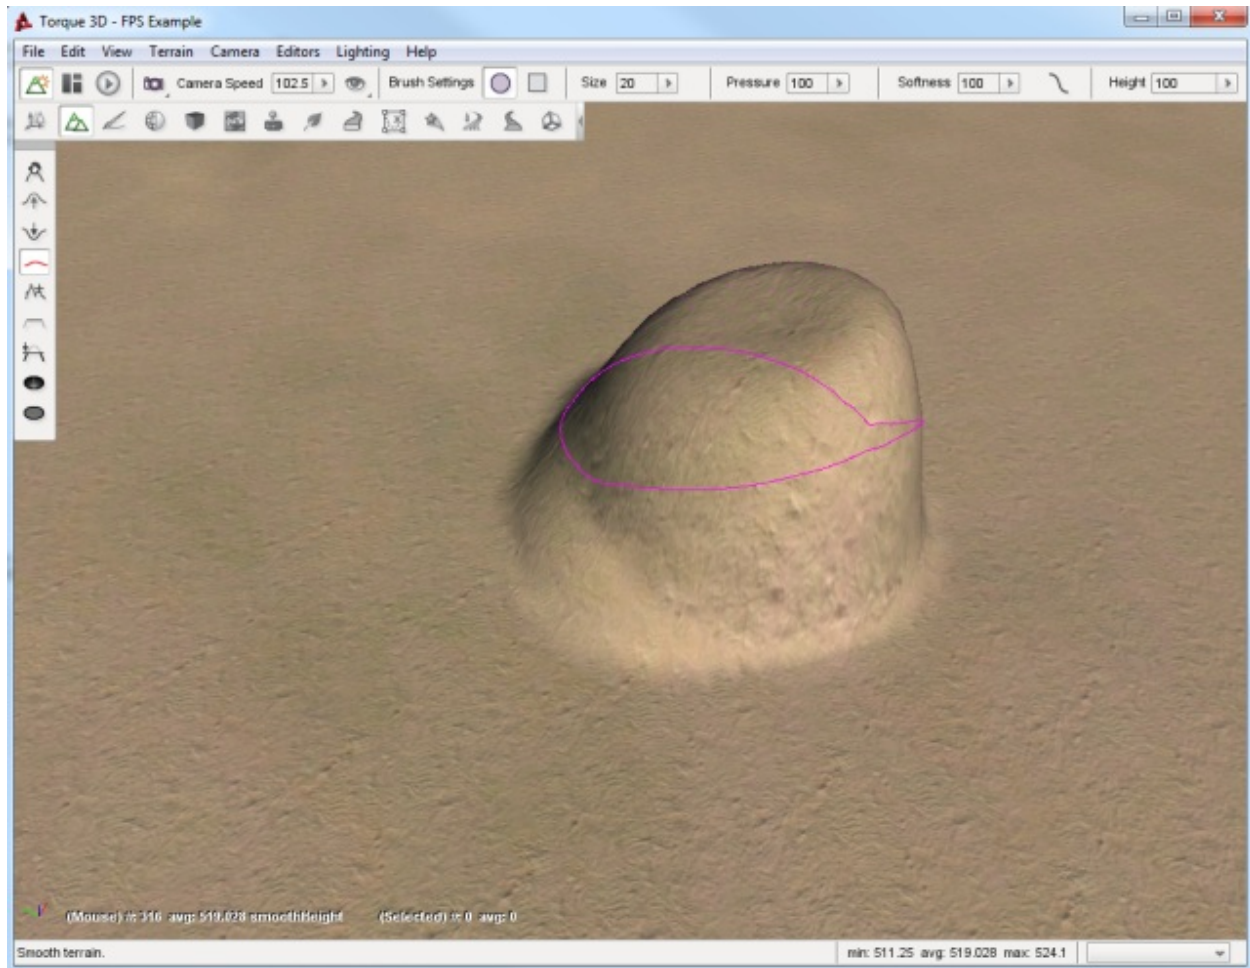 Torque 3D - FPS Example
File Edit View Terrain Camera Editors Lighting Help
Camera Speed 102.5 Brush Settings Size 20 Pressure 100 Softness 100 Height 100
(Mouse) #: 316 avg: 519.028 smoothHeight (Selected) #: 0 avg: 0
Smooth terrain. min: 511.25 avg: 519.028 max: 524.1